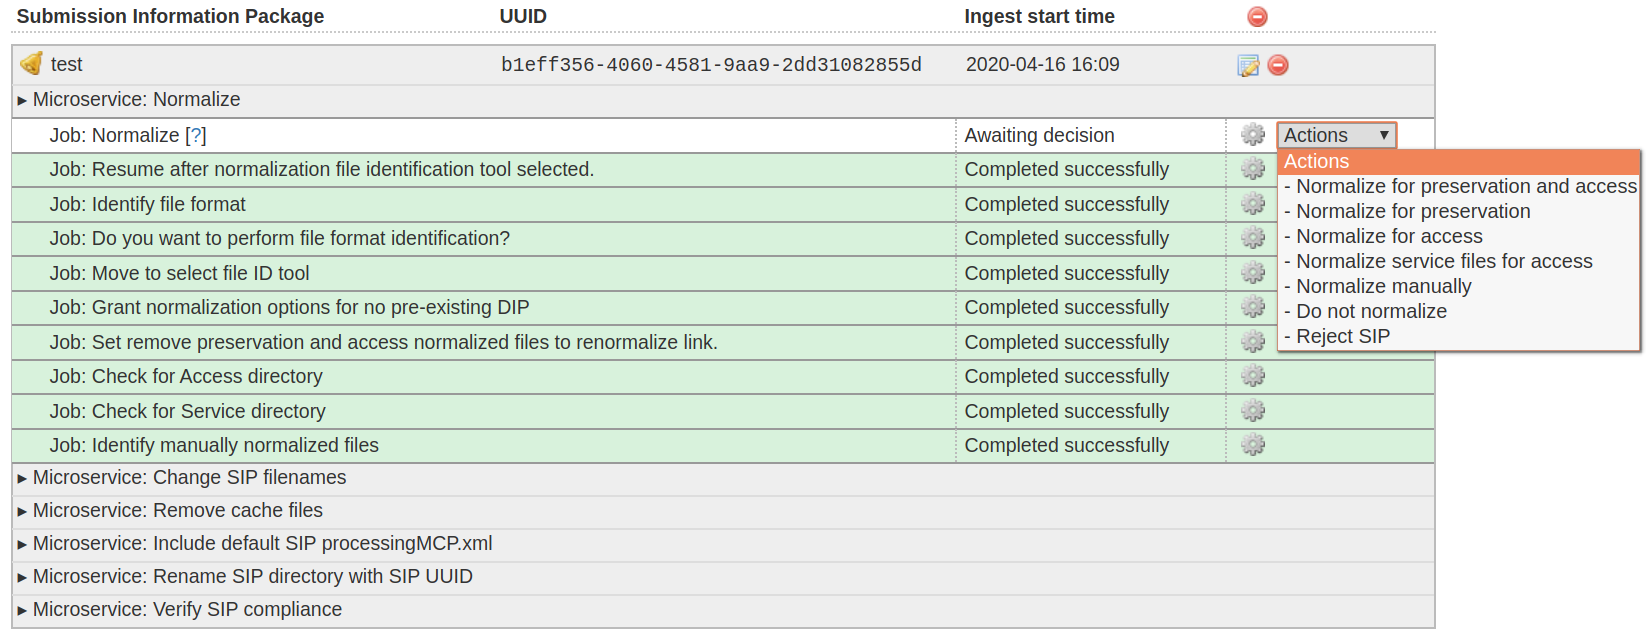 Submission Information Package UUID Ingest start time
test b1eff356-4060-4581-9aa9-2dd31082855d 2020-04-16 16:09
▸ Microservice: Normalize
Job: Normalize [?] Awaiting decision Actions ▼
Actions
- Normalize for preservation and access
- Normalize for preservation
- Normalize for access
- Normalize service files for access
- Normalize manually
- Do not normalize
- Reject SIP
Job: Resume after normalization file identification tool selected. Completed successfully
Job: Identify file format Completed successfully
Job: Do you want to perform file format identification? Completed successfully
Job: Move to select file ID tool Completed successfully
Job: Grant normalization options for no pre-existing DIP Completed successfully
Job: Set remove preservation and access normalized files to renormalize link. Completed successfully
Job: Check for Access directory Completed successfully
Job: Check for Service directory Completed successfully
Job: Identify manually normalized files Completed successfully
▸ Microservice: Change SIP filenames
▸ Microservice: Remove cache files
▸ Microservice: Include default SIP processingMCP.xml
▸ Microservice: Rename SIP directory with SIP UUID
▸ Microservice: Verify SIP compliance